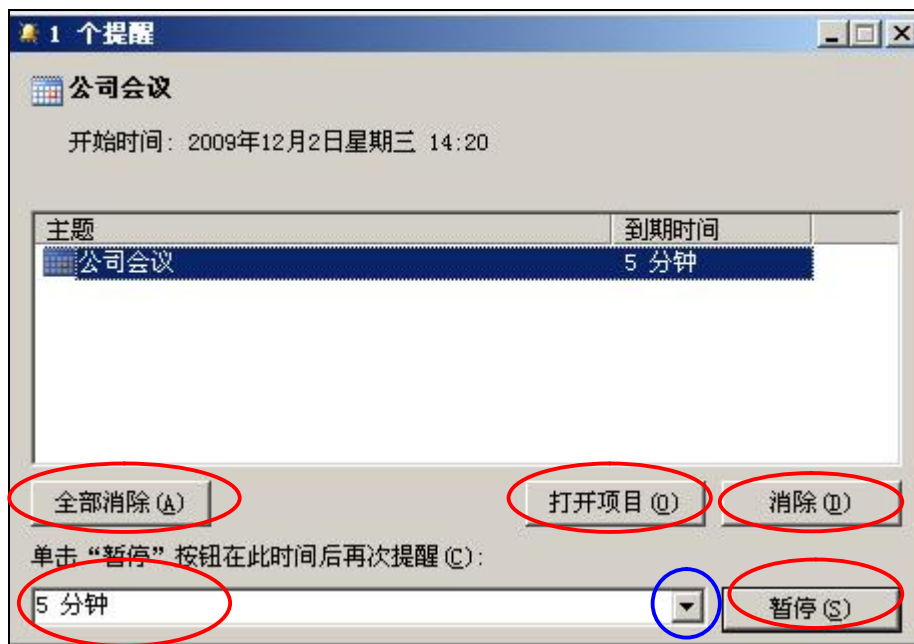 1 个提醒
公司会议
开始时间: 2009年12月2日星期三 14:20
主题 到期时间
公司会议 5 分钟
全部消除(A) 打开项目(O) 消除(D)
单击“暂停”按钮在此时间后再次提醒(C):
5 分钟 暂停(S)